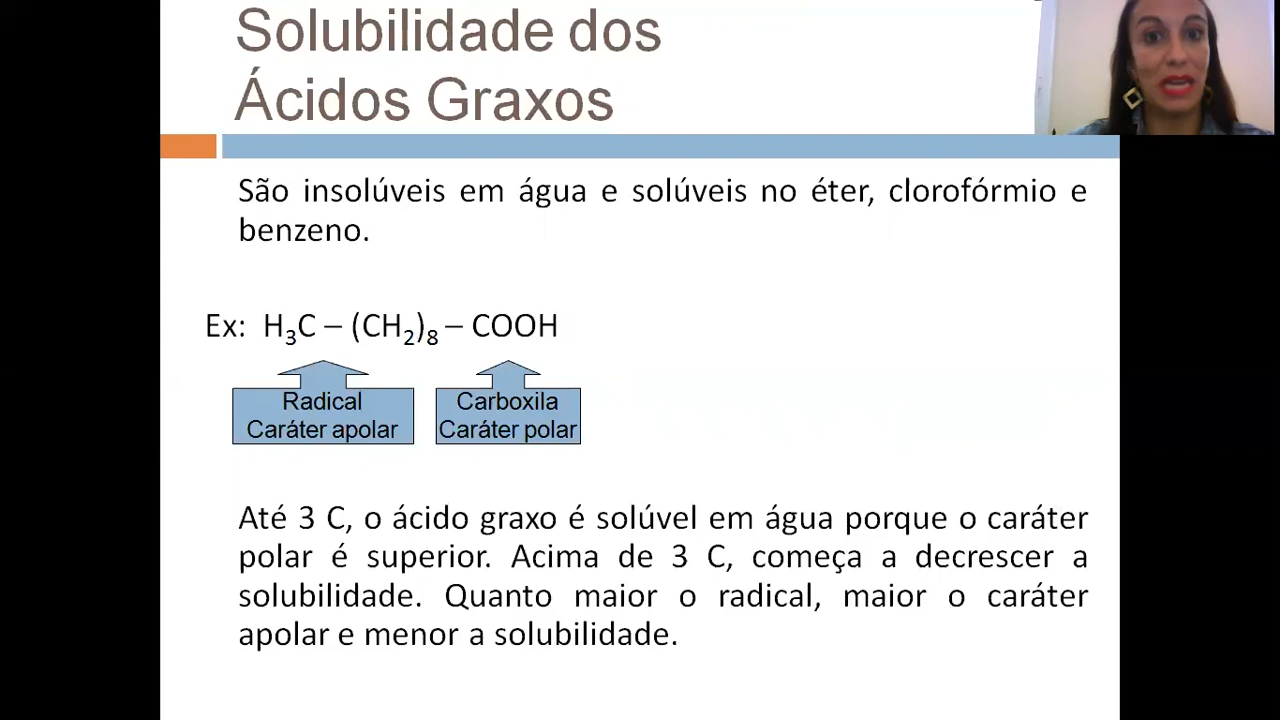 Solubilidade dos
Ácidos Graxos
São insolúveis em água e solúveis no éter, clorofórmio e
benzeno.
Ex: H₃C – (CH₂)₈ – COOH
Radical
Caráter apolar
Carboxila
Caráter polar
Até 3 C, o ácido graxo é solúvel em água porque o caráter
polar é superior. Acima de 3 C, começa a decrescer a
solubilidade. Quanto maior o radical, maior o caráter
apolar e menor a solubilidade.